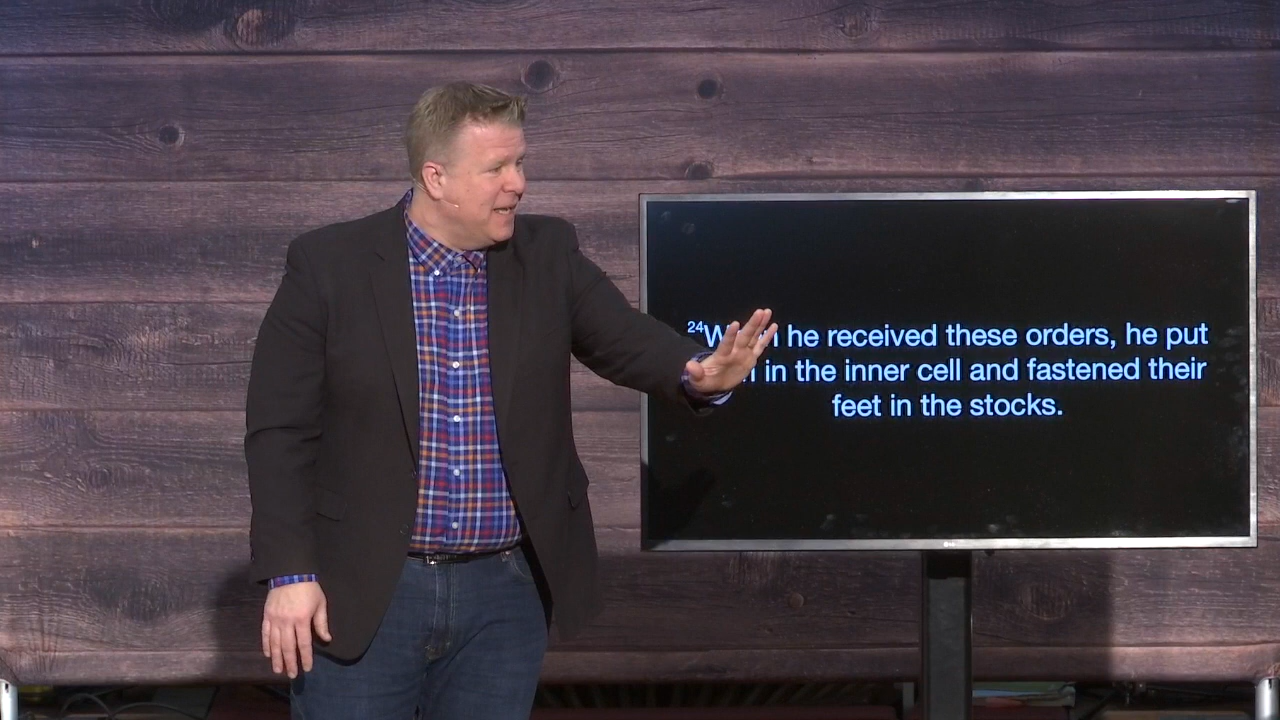 24 he received these orders, he put
in the inner cell and fastened their
feet in the stocks.